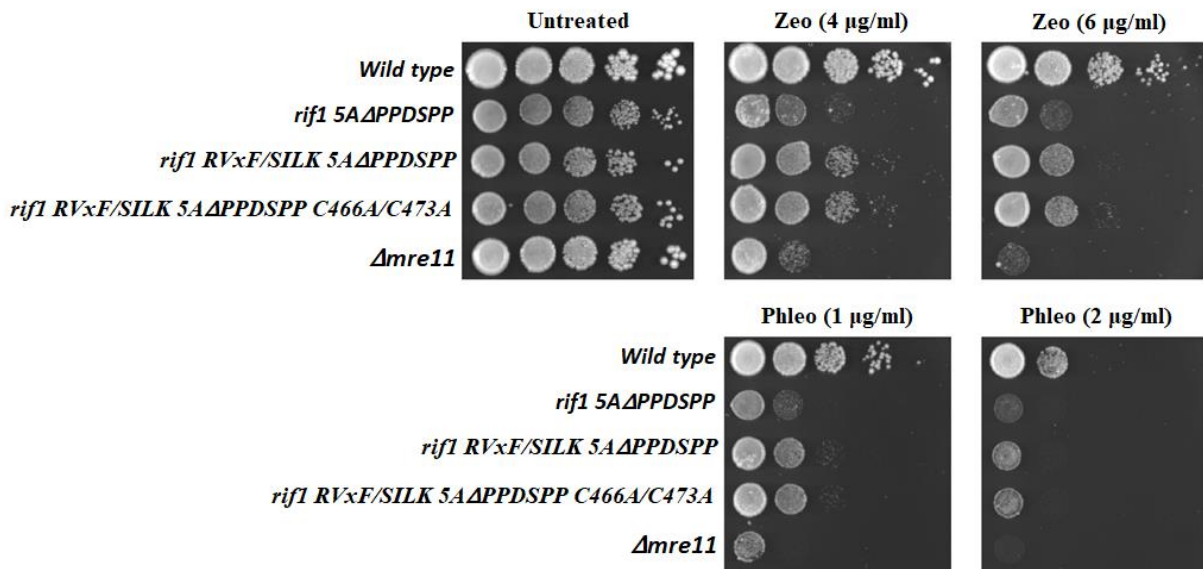 Untreated Zeo (4 µg/ml) Zeo (6 µg/ml)
Wild type
rif1 5AΔPPDSPP
rif1 RVxF/SILK 5AΔPPDSPP
rif1 RVxF/SILK 5AΔPPDSPP C466A/C473A
Δmre11
Phleo (1 µg/ml) Phleo (2 µg/ml)
Wild type
rif1 5AΔPPDSPP
rif1 RVxF/SILK 5AΔPPDSPP
rif1 RVxF/SILK 5AΔPPDSPP C466A/C473A
Δmre11